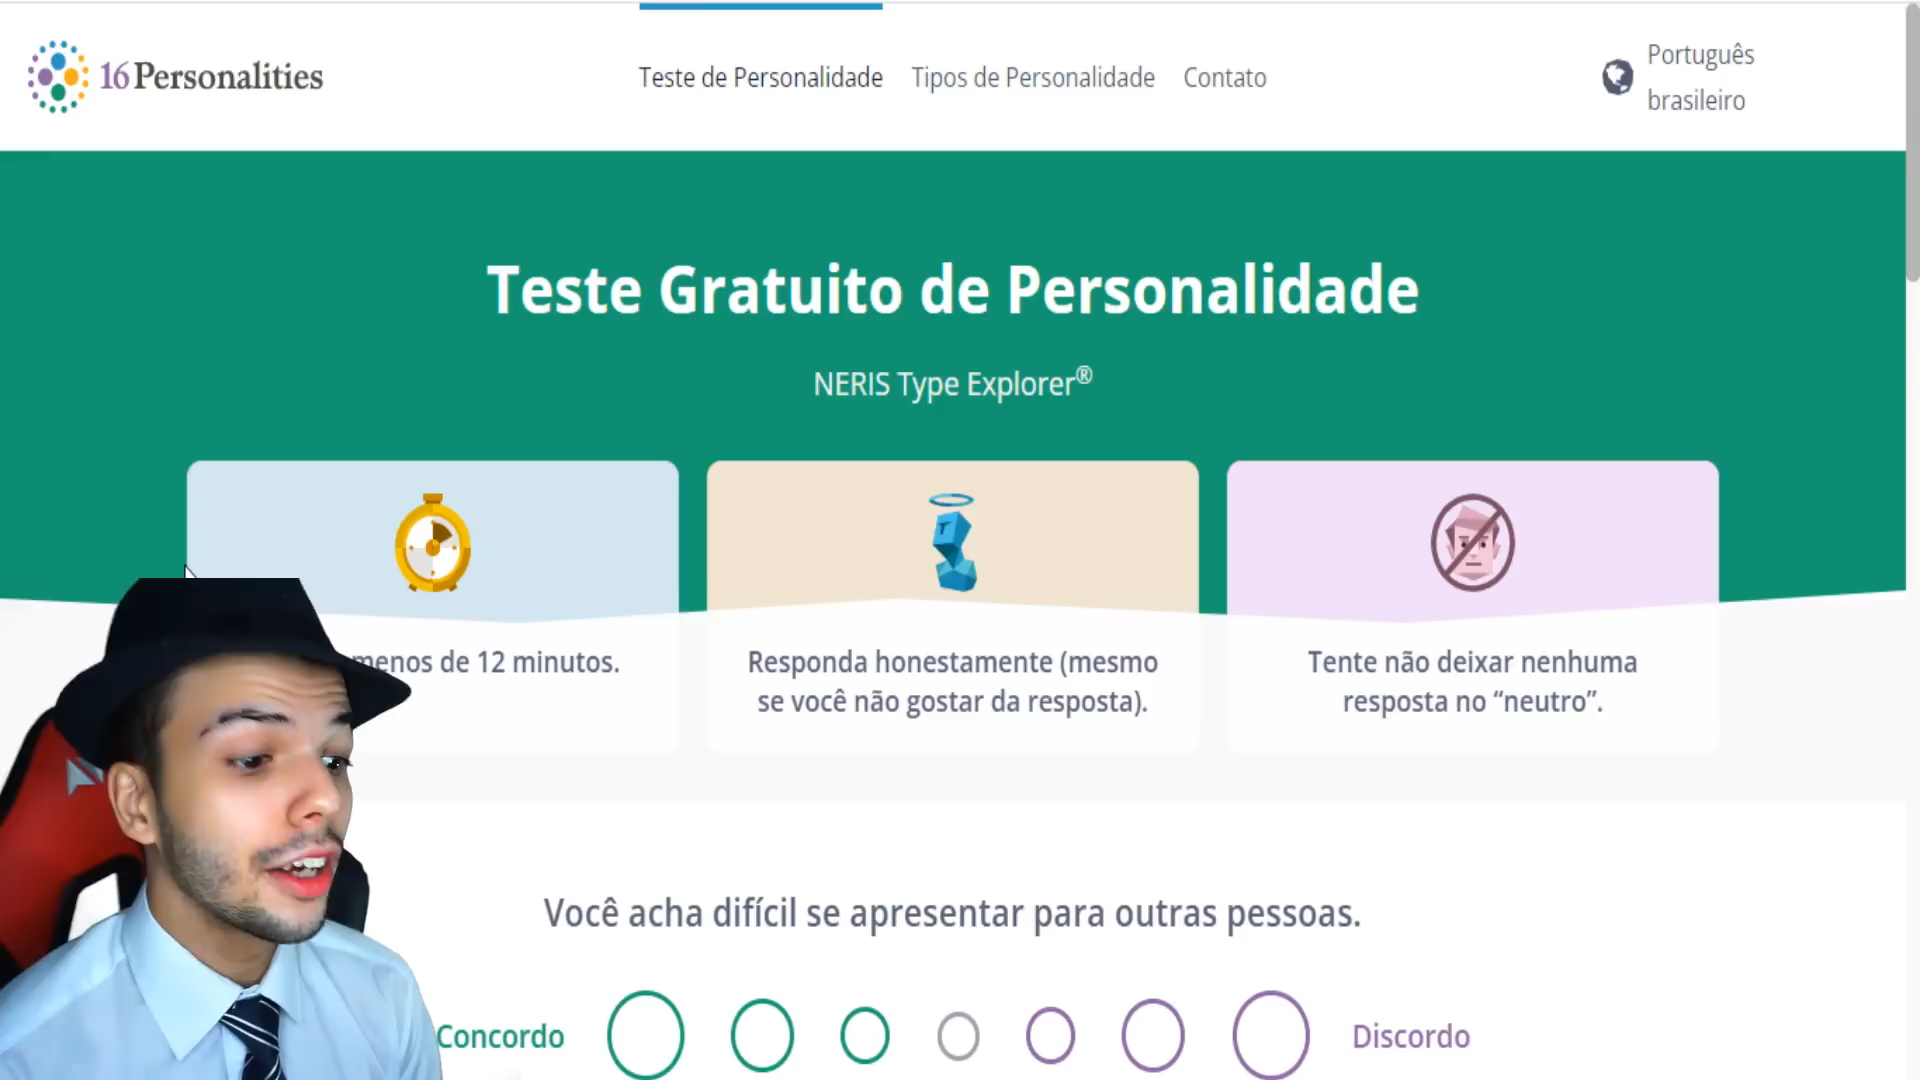 16Personalities
Teste de Personalidade
Tipos de Personalidade
Contato
Português
brasileiro
Teste Gratuito de Personalidade
NERIS Type Explorer®
menos de 12 minutos.
Responda honestamente (mesmo
se você não gostar da resposta).
Tente não deixar nenhuma
resposta no “neutro”.
Você acha difícil se apresentar para outras pessoas.
Concordo
Discordo